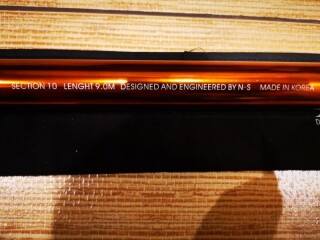 SECTION 10 LENGHT 9.0M DESIGNED AND ENGINEERED BY N·S MADE IN KOREA